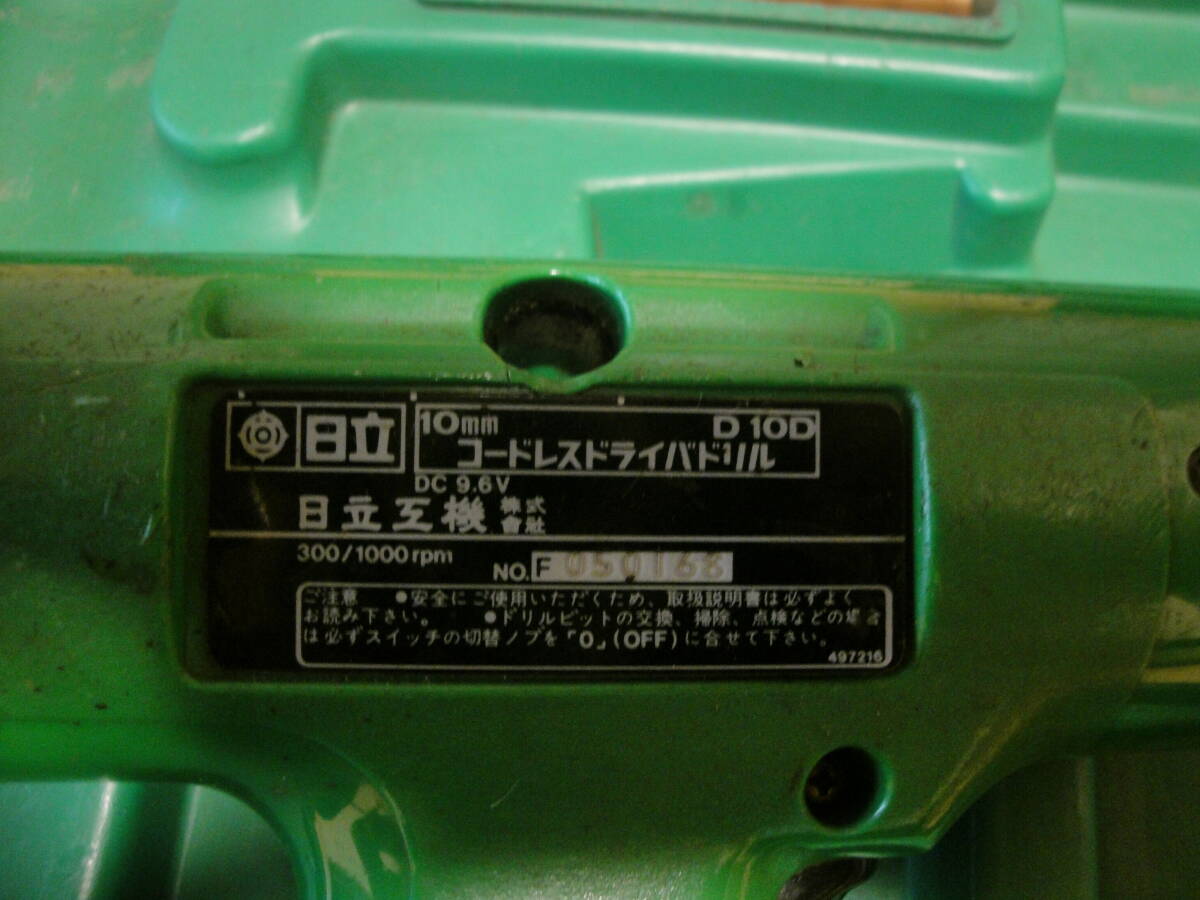 日立
10mm D 10D
コードレスドライバドリル
DC 9.6V
日立工機 株式會社
300/1000 rpm
NO. F 050168
ご注意 ●安全にご使用いただくため、取扱説明書は必ずよく
お読み下さい。 ●ドリルビットの交換、掃除、点検などの場合
は必ずスイッチの切替ノブを「O」(OFF)に合せて下さい。
497216